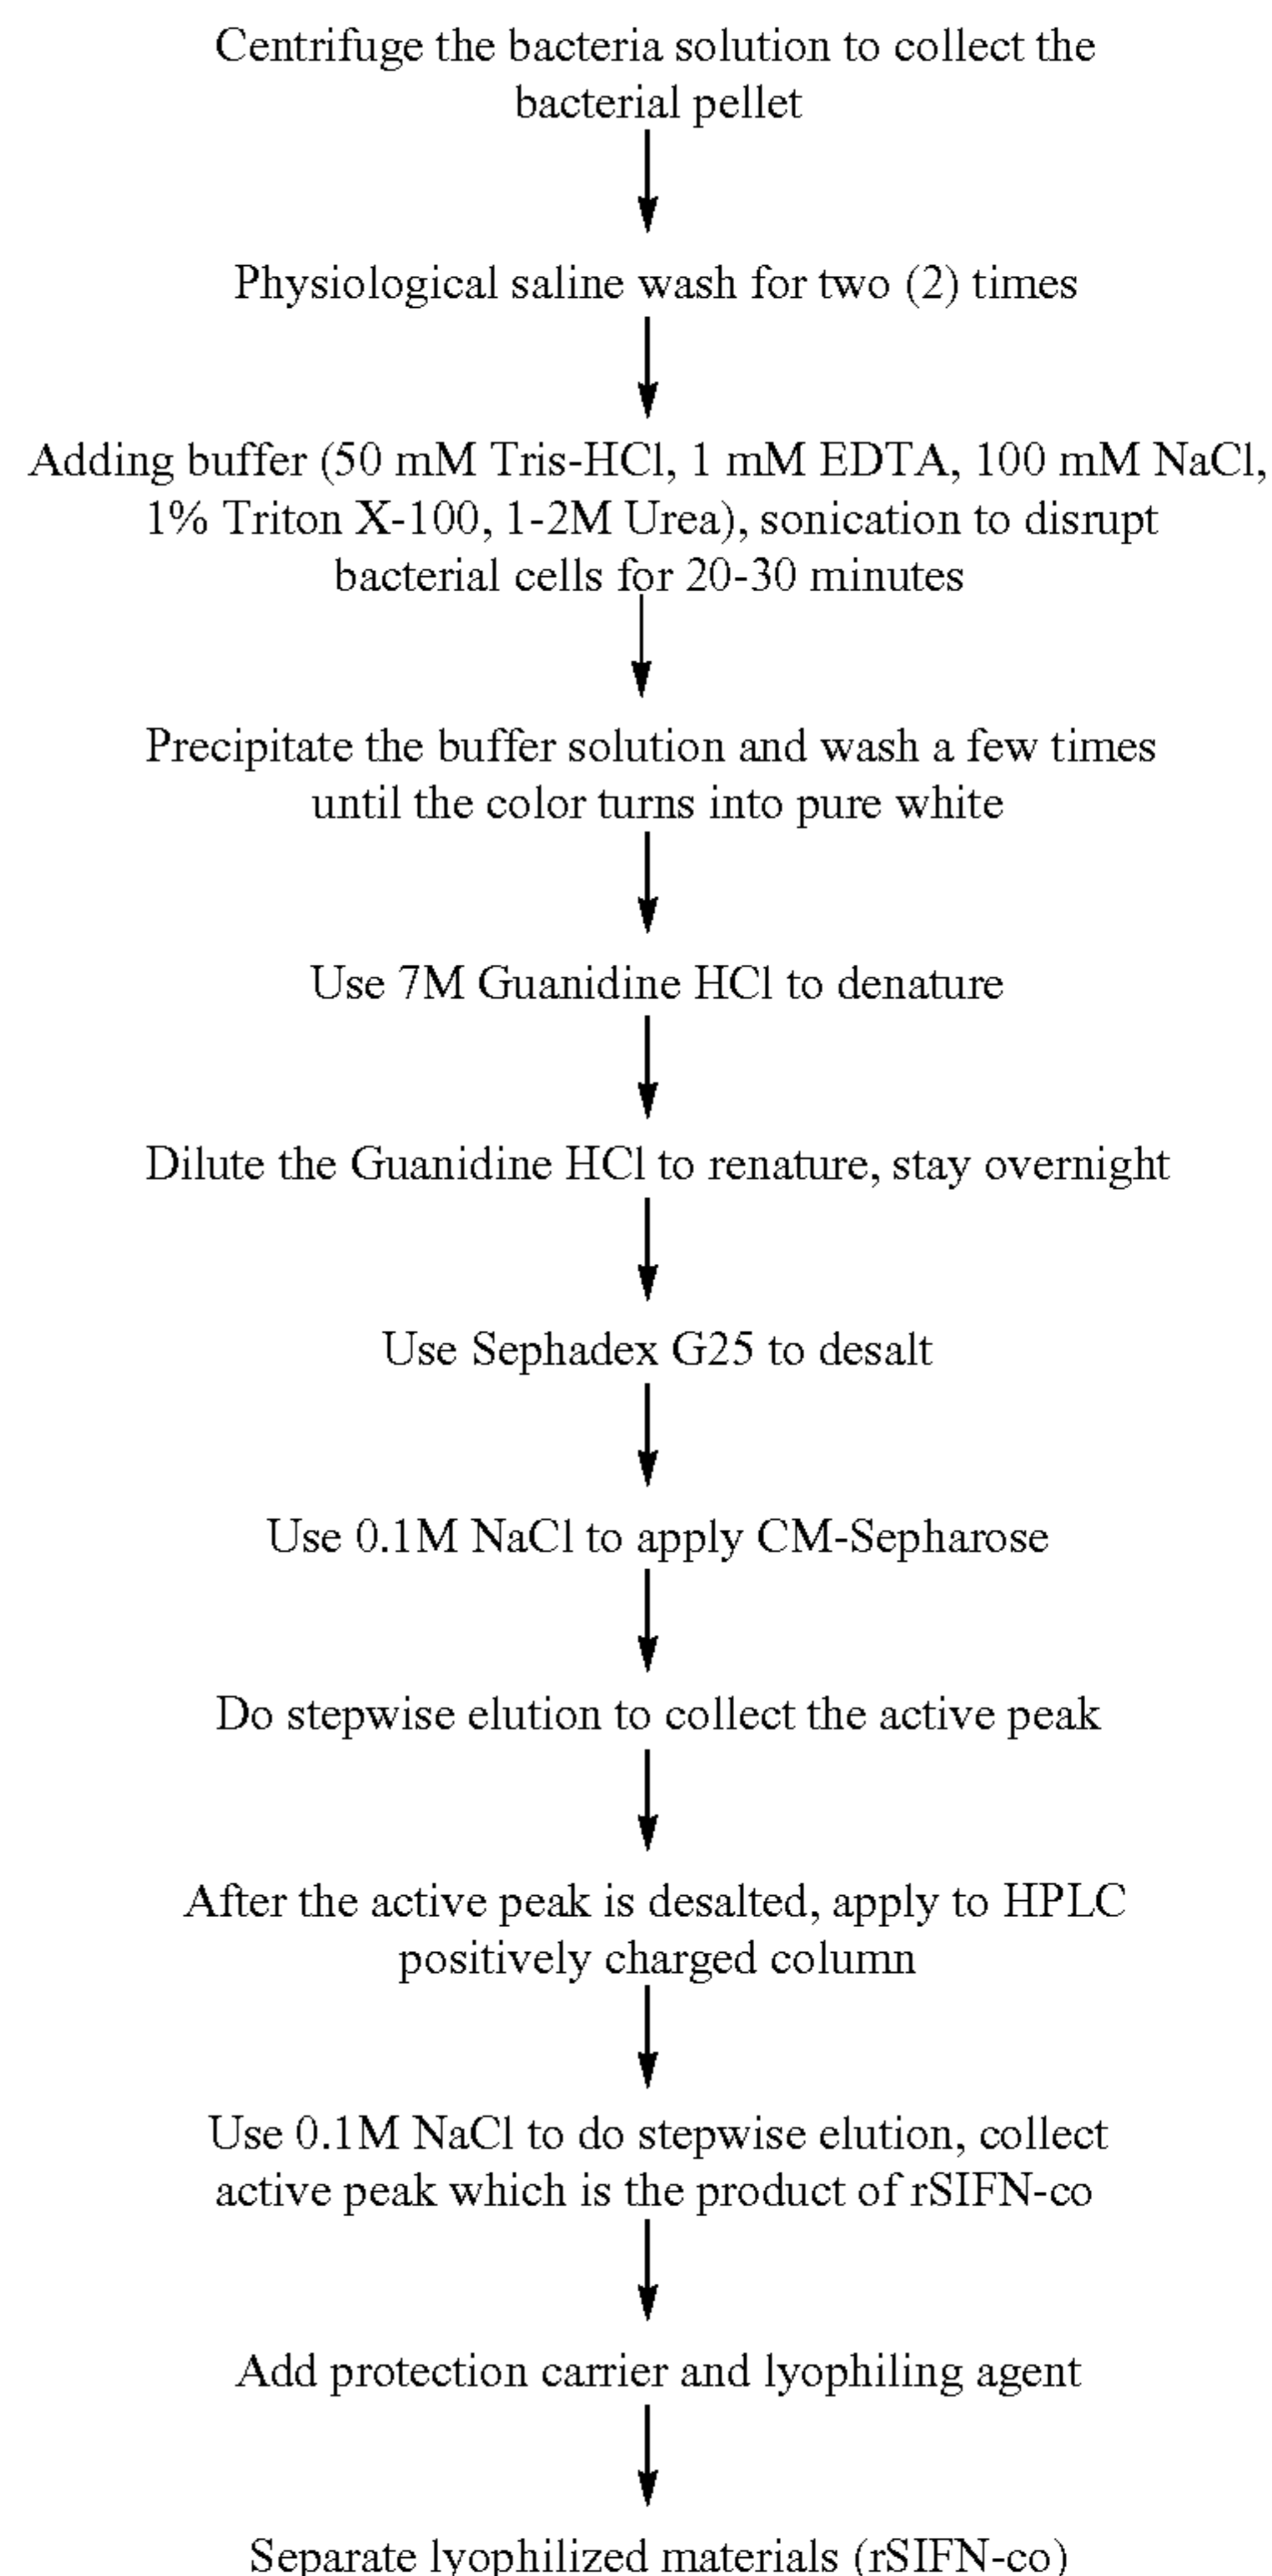 Centrifuge the bacteria solution to collect the
bacterial pellet
Physiological saline wash for two (2) times
Adding buffer (50 mM Tris-HCl, 1 mM EDTA, 100 mM NaCl,
1% Triton X-100, 1-2M Urea), sonication to disrupt
bacterial cells for 20-30 minutes
Precipitate the buffer solution and wash a few times
until the color turns into pure white
Use 7M Guanidine HCl to denature
Dilute the Guanidine HCl to renature, stay overnight
Use Sephadex G25 to desalt
Use 0.1M NaCl to apply CM-Sepharose
Do stepwise elution to collect the active peak
After the active peak is desalted, apply to HPLC
positively charged column
Use 0.1M NaCl to do stepwise elution, collect
active peak which is the product of rSIFN-co
Add protection carrier and lyophiling agent
Separate lyophilized materials (rSIFN-co)